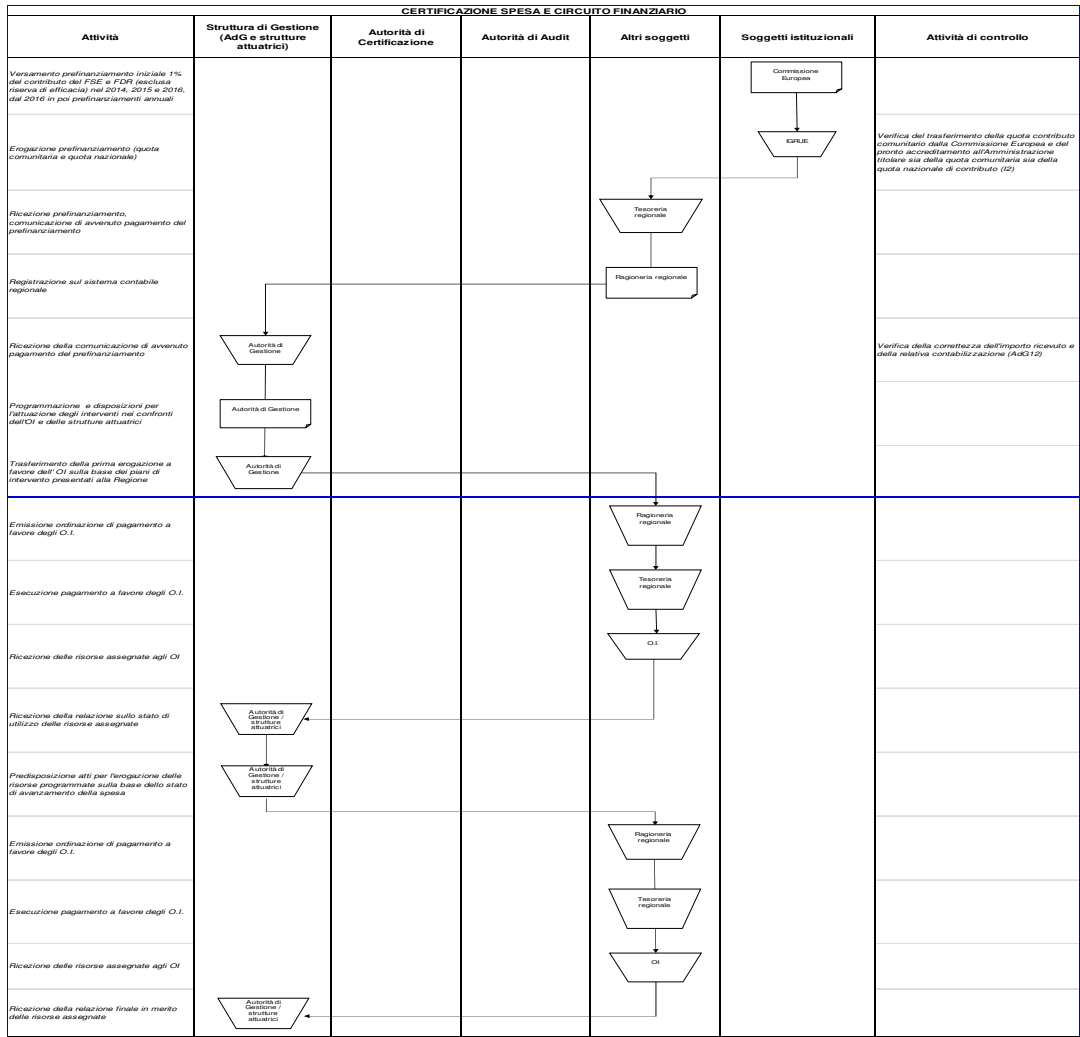 CERTIFICAZIONE SPESA E CIRCUITO FINANZIARIO
Attività
Struttura di Gestione
(AdG e strutture
attuatrici)
Autorità di
Certificazione
Autorità di Audit
Altri soggetti
Soggetti istituzionali
Attività di controllo
Versamento prefinanziamento iniziale 1%
del contributo del FSE e FDR (esclusa
riserva di efficacia) nel 2014, 2015 e 2016,
dal 2016 in poi prefinanziamenti annuali
Commissione
Europea
Erogazione prefinanziamento (quota
comunitaria e quota nazionale)
IGRUE
Verifica del trasferimento della quota contributo
comunitario dalla Commissione Europea e del
pronto accreditamento all'Amministrazione
titolare sia della quota comunitaria sia della
quota nazionale di contributo (I2)
Ricezione prefinanziamento,
comunicazione di avvenuto pagamento del
prefinanziamento
Tesoreria
regionale
Registrazione sul sistema contabile
regionale
Ragioneria regionale
Ricezione della comunicazione di avvenuto
pagamento del prefinanziamento
Autorità di
Gestione
Verifica della correttezza dell'importo ricevuto e
della relativa contabilizzazione (AdG12)
Programmazione e disposizioni per
l'attuazione degli interventi nei confronti
dell'OI e delle strutture attuatrici
Autorità di Gestione
Trasferimento della prima erogazione a
favore dell' OI sulla base dei piani di
intervento presentati alla Regione
Autorità di
Gestione
Emissione ordinazione di pagamento a
favore degli O.I.
Ragioneria
regionale
Esecuzione pagamento a favore degli O.I.
Tesoreria
regionale
Ricezione delle risorse assegnate agli OI
O.I.
Ricezione della relazione sullo stato di
utilizzo delle risorse assegnate
Autorità di
Gestione /
strutture
attuatrici
Predisposizione atti per l'erogazione delle
risorse programmate sulla base dello stato
di avanzamento della spesa
Autorità di
Gestione /
strutture
attuatrici
Emissione ordinazione di pagamento a
favore degli O.I.
Ragioneria
regionale
Esecuzione pagamento a favore degli O.I.
Tesoreria
regionale
Ricezione delle risorse assegnate agli OI
OI
Ricezione della relazione finale in merito
delle risorse assegnate
Autorità di
Gestione /
strutture
attuatrici